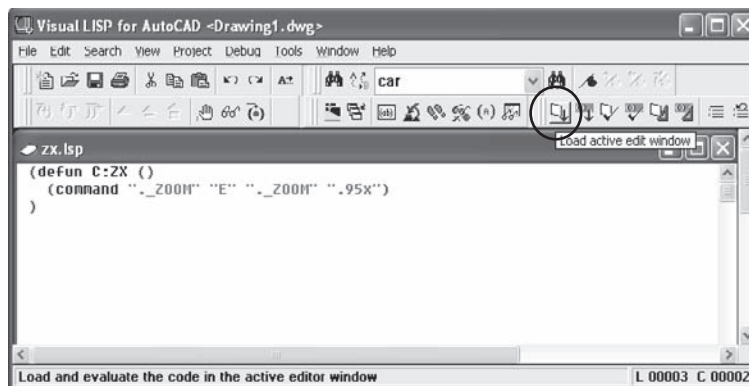 Visual LISP for AutoCAD <Drawing1.dwg>
File Edit Search View Project Debug Tools Window Help
car
Load active edit window
zx.lsp
(defun C:ZX ()
(command "._ZOOM" "E" "._ZOOM" ".95x")
)
Load and evaluate the code in the active editor window
L 00003 C 00002